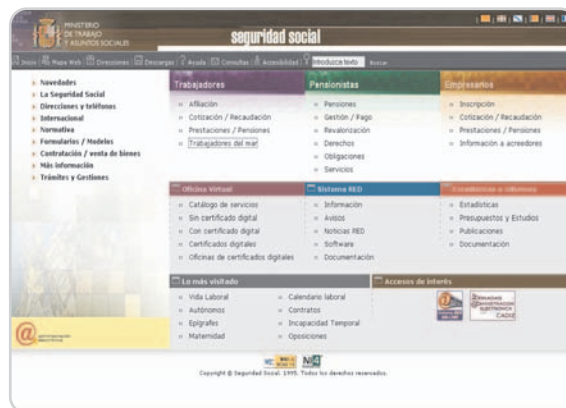 MINISTERIO
DE TRABAJO
Y ASUNTOS SOCIALES
seguridad social
Inicio | Mapa Web | Direcciones | Descargas | Ayuda | Consultas | Accesibilidad | Introduzca texto Buscar
Novedades
La Seguridad Social
Direcciones y teléfonos
Internacional
Normativa
Formularios / Modelos
Contratación / venta de bienes
Más información
Trámites y Gestiones
Trabajadores
Afiliación
Cotización / Recaudación
Prestaciones / Pensiones
Trabajadores del mar
Pensionistas
Pensiones
Gestión / Pago
Revalorización
Derechos
Obligaciones
Servicios
Empresarios
Inscripción
Cotización / Recaudación
Prestaciones / Pensiones
Información a acreedores
Oficina Virtual
Catálogo de servicios
Sin certificado digital
Con certificado digital
Certificados digitales
Oficinas de certificados digitales
Sistema RED
Información
Avisos
Noticias RED
Software
Documentación
Estadísticas e informes
Estadísticas
Presupuestos y Estudios
Publicaciones
Documentación
Lo más visitado
Vida Laboral
Autónomos
Epígrafes
Maternidad
Calendario laboral
Contratos
Incapacidad Temporal
Oposiciones
Accesos de interés
JORNADAS
ADMINISTRACION
ELECTRONICA
CADIZ
Copyright @ Seguridad Social. 1995. Todos los derechos reservados.